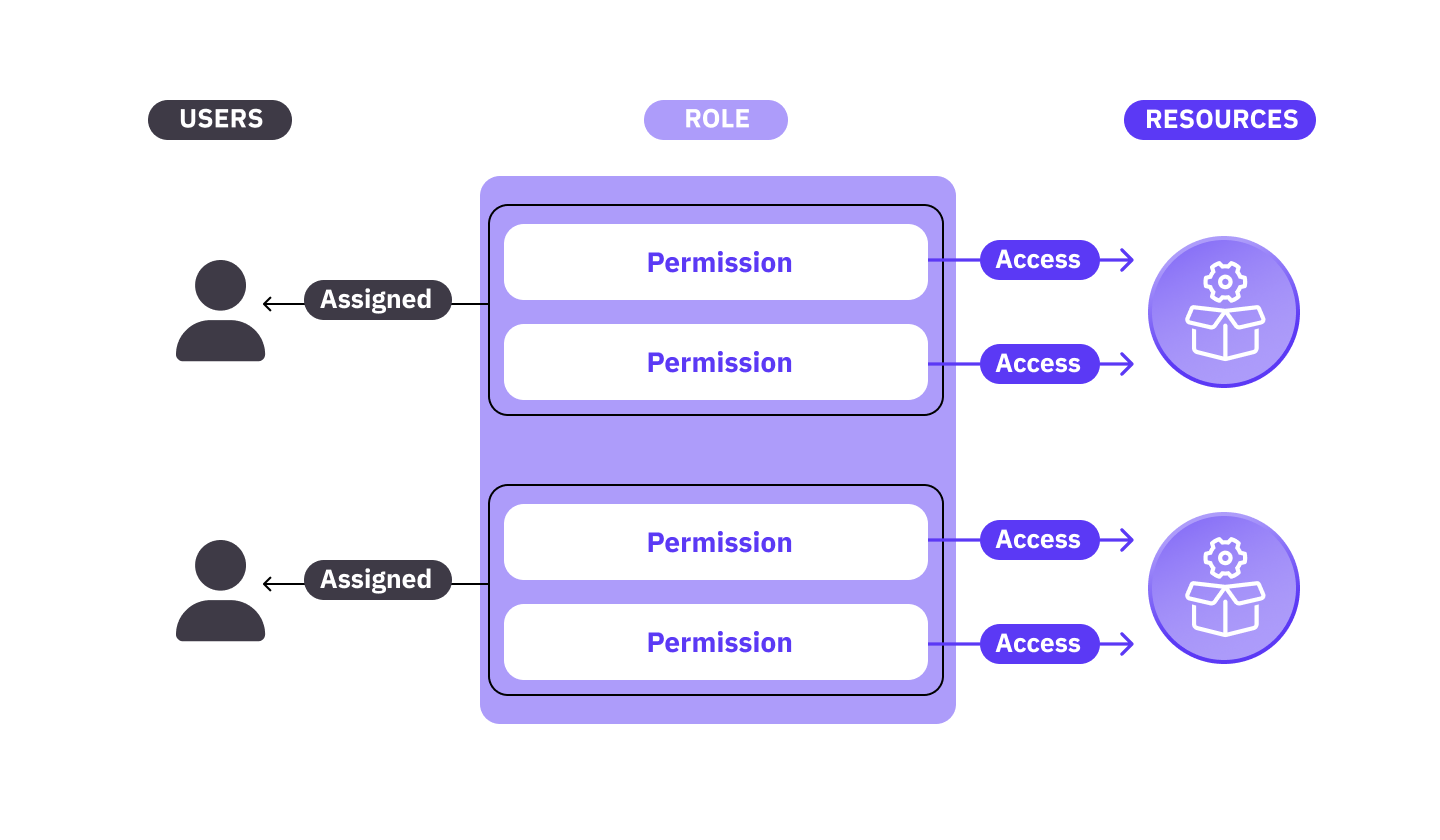 USERS
ROLE
RESOURCES
Permission
Access
Assigned
Permission
Access
Permission
Access
Assigned
Permission
Access